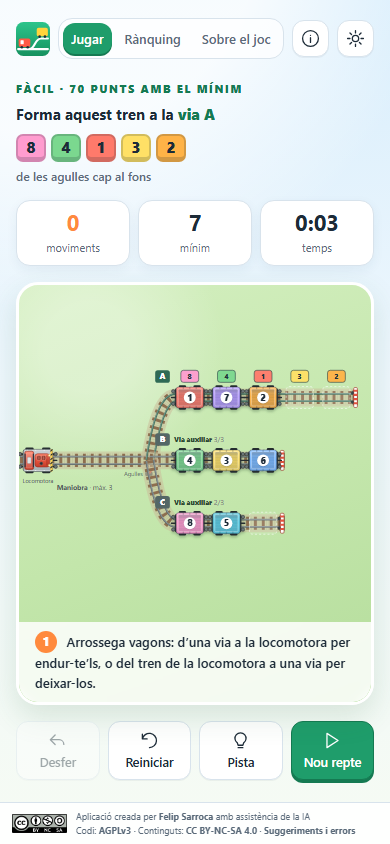 Jugar Rànquing Sobre el joc
FÀCIL · 70 PUNTS AMB EL MÍNIM
Forma aquest tren a la via A
8 4 1 3 2
de les agulles cap al fons
0 7 0:03
moviments mínim temps
A 8 4 1 3 2
1 7 2
B Via auxiliar 3/3
4 3 6
Locomotora Agulles
Maniobra · màx. 3
C Via auxiliar 2/3
8 5
1 Arrossega vagons: d'una via a la locomotora per
endur-te'ls, o del tren de la locomotora a una via per
deixar-los.
Desfer Reiniciar Pista Nou repte
CC BY NC SA
Aplicació creada per Felip Sarroca amb assistència de la IA
Codi: AGPLv3 · Continguts: CC BY-NC-SA 4.0 · Suggeriments i errors